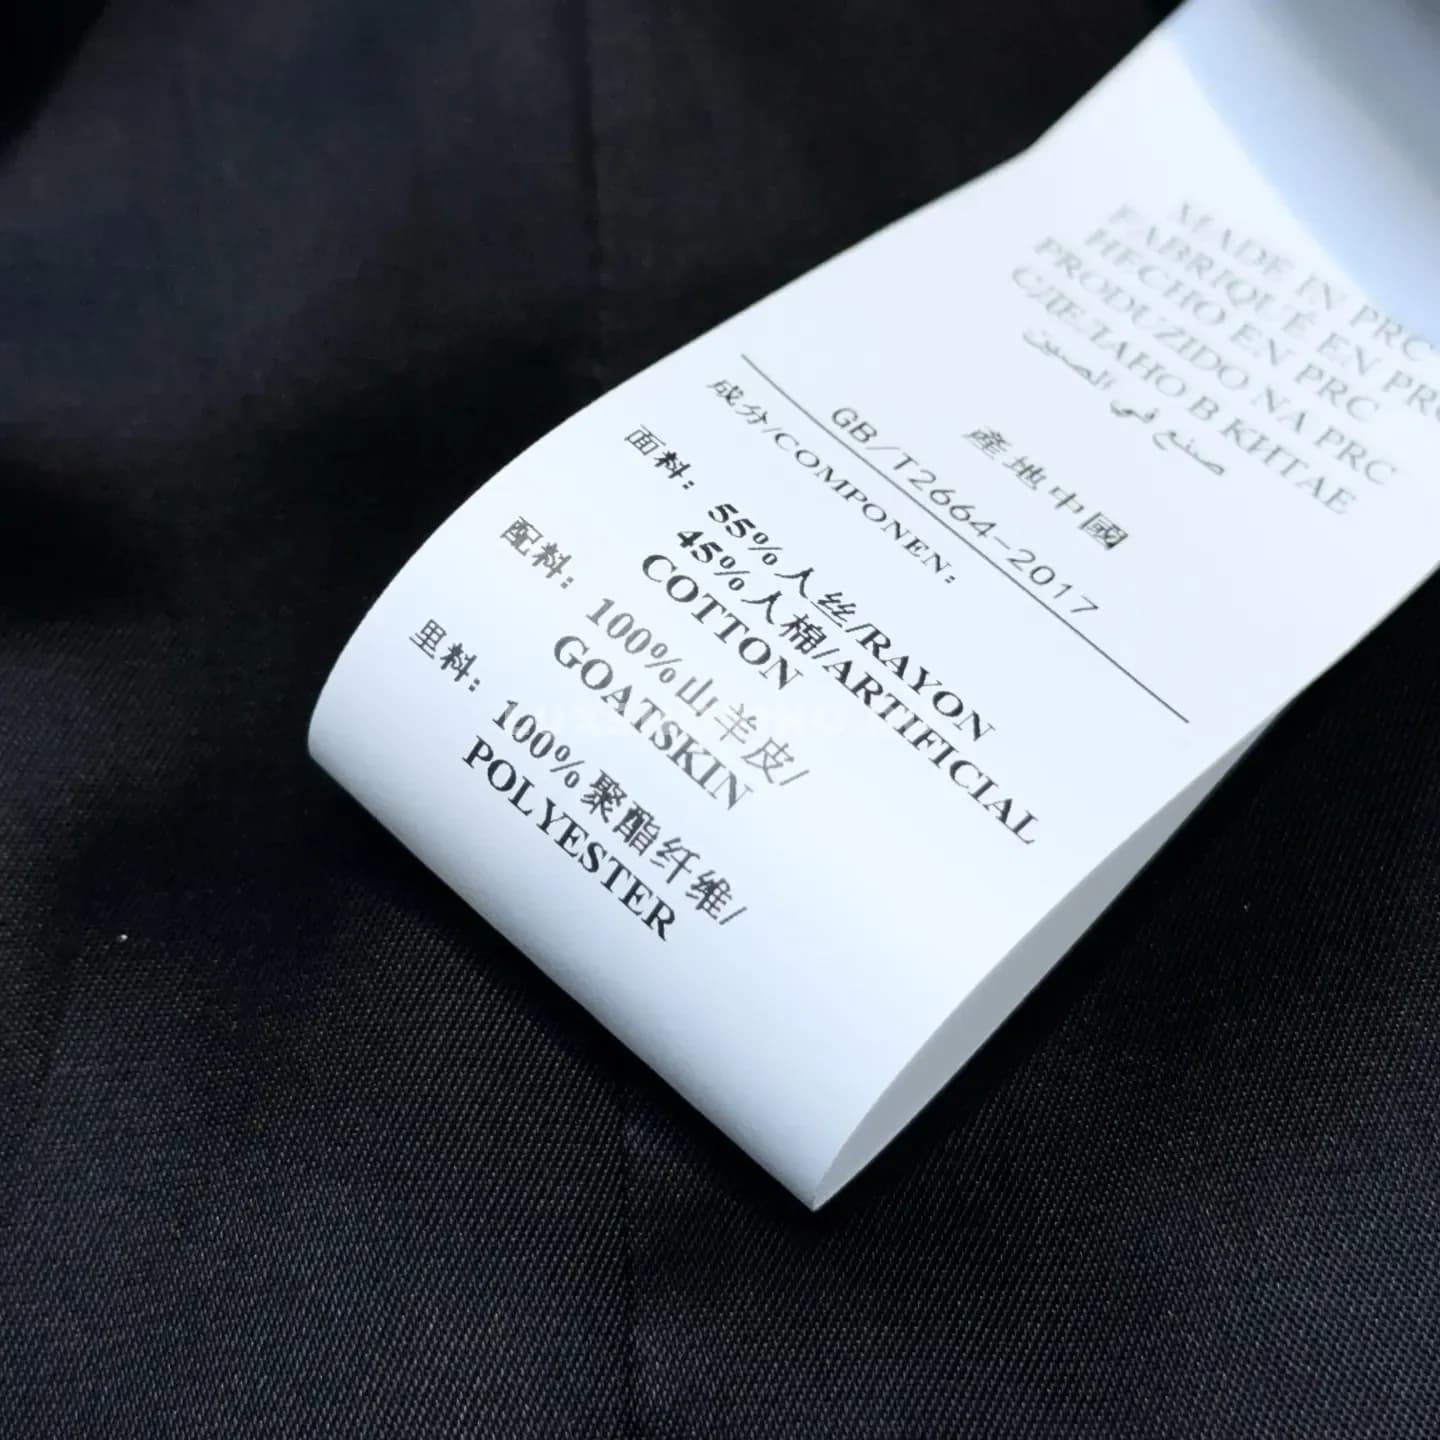 MADE IN PRC
FABRIQUÉ EN PRC
HECHO EN PRC
PRODUZIDO NA PRC
СДЕЛАНО В КИТАЕ
صنع في الصين
產地中國
GB/T2664-2017
成分/COMPONEN:
面料: 55%人丝/RAYON
45%人棉/ARTIFICIAL
COTTON
配料: 100%山羊皮/
GOATSKIN
里料: 100%聚酯纤维/
POLYESTER